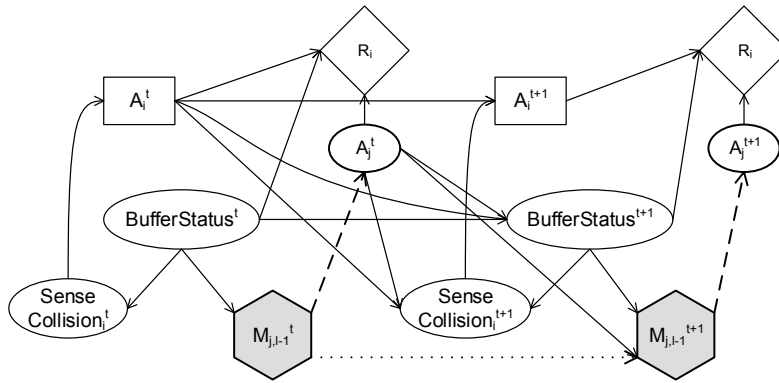 R_i
R_i
A_i^t
A_i^{t+1}
A_j^t
A_j^{t+1}
BufferStatus^t
BufferStatus^{t+1}
Sense
Collision_i^t
Sense
Collision_i^{t+1}
M_{j,l-1}^t
M_{j,l-1}^{t+1}